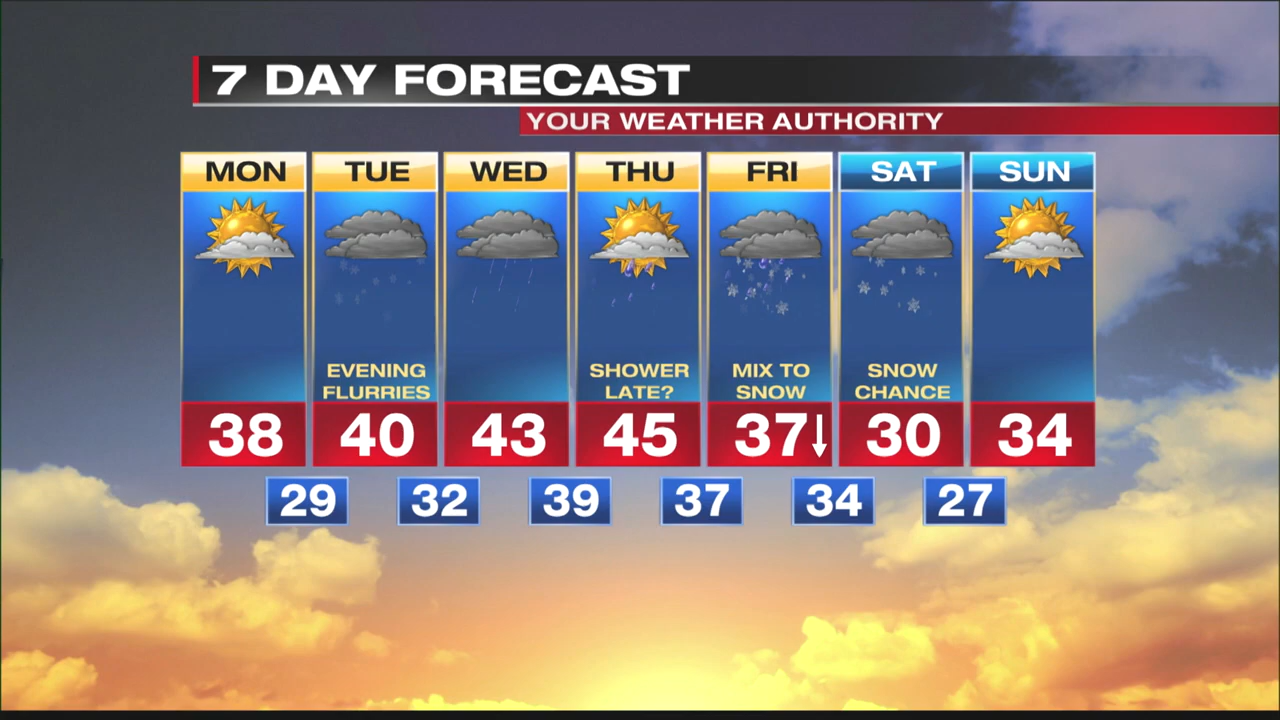 7 DAY FORECAST
YOUR WEATHER AUTHORITY
MON TUE WED THU FRI SAT SUN
EVENING FLURRIES
SHOWER LATE?
MIX TO SNOW
SNOW CHANCE
38 40 43 45 37↓ 30 34
29 32 39 37 34 27